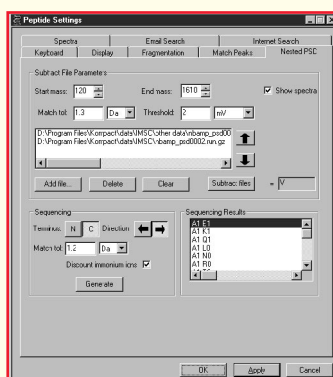 Peptide Settings
Spectra Email Search Internet Search
Keyboard Display Fragmentation Match Peaks Nested PSD
Subtract File Parameters
Start mass: 120 End mass: 1610 Show spectra
Match tol: 1.3 Da Threshold: 2 mV
D:\Program Files\Kompact\data\IMSC\other data\nbamp_psd00
D:\Program Files\Kompact\data\IMSC\nbamp_psd0002.run.gz
Add file... Delete Clear Subtract files = V
Sequencing
Terminus: N C Direction
Match tol: 1.2 Da
Discount immonium ions
Generate
Sequencing Results
A1 E1
A1 K1
A1 Q1
A1 L0
A1 N0
A1 R0
OK Apply Cancel